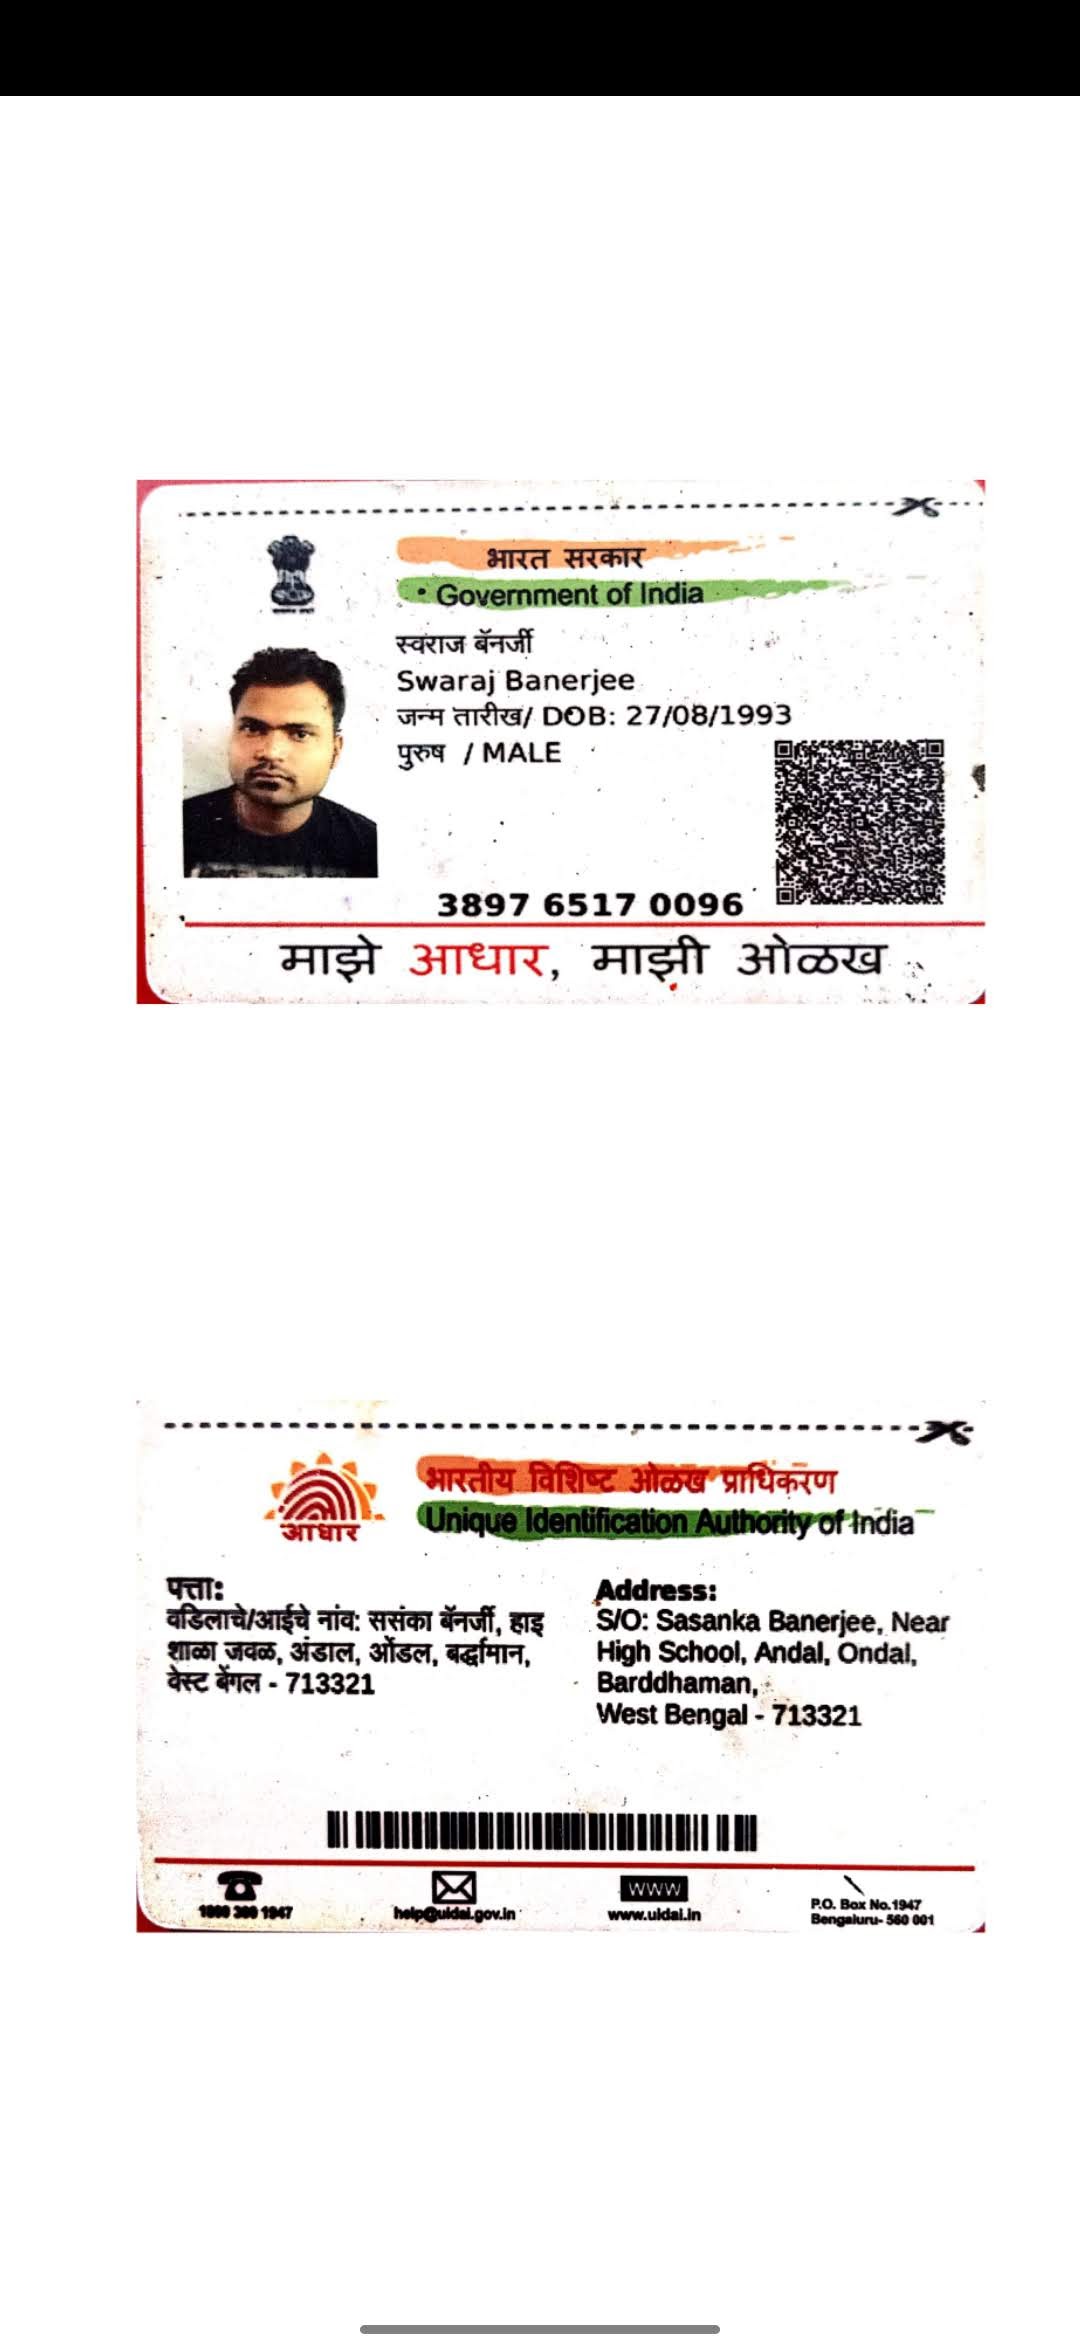 भारत सरकार
Government of India
स्वराज बॅनर्जी
Swaraj Banerjee
जन्म तारीख/ DOB: 27/08/1993
पुरुष / MALE
3897 6517 0096
माझे आधार, माझी ओळख
भारतीय विशिष्ट ओळख प्राधिकरण
Unique Identification Authority of India
आधार
पत्ता:
वडिलाचे/आईचे नांव: ससंका बॅनर्जी, हाइ
शाळा जवळ, अंडाल, ओंडल, बर्द्धामान,
वेस्ट बेंगल - 713321
Address:
S/O: Sasanka Banerjee, Near
High School, Andal, Ondal,
Barddhaman,
West Bengal - 713321
1947
help@uidai.gov.in
WWW
www.uidai.in
P.O. Box No.1947
Bengaluru- 560 001